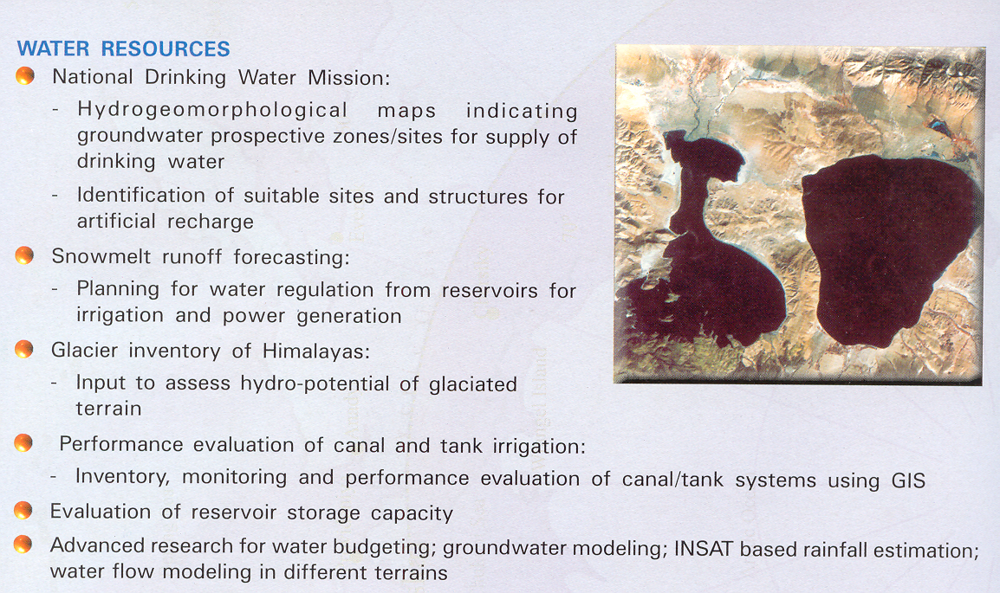 WATER RESOURCES
National Drinking Water Mission:
- Hydrogeomorphological maps indicating
groundwater prospective zones/sites for supply of
drinking water
- Identification of suitable sites and structures for
artificial recharge
Snowmelt runoff forecasting:
- Planning for water regulation from reservoirs for
irrigation and power generation
Glacier inventory of Himalayas:
- Input to assess hydro-potential of glaciated
terrain
Performance evaluation of canal and tank irrigation:
- Inventory, monitoring and performance evaluation of canal/tank systems using GIS
Evaluation of reservoir storage capacity
Advanced research for water budgeting; groundwater modeling; INSAT based rainfall estimation;
water flow modeling in different terrains